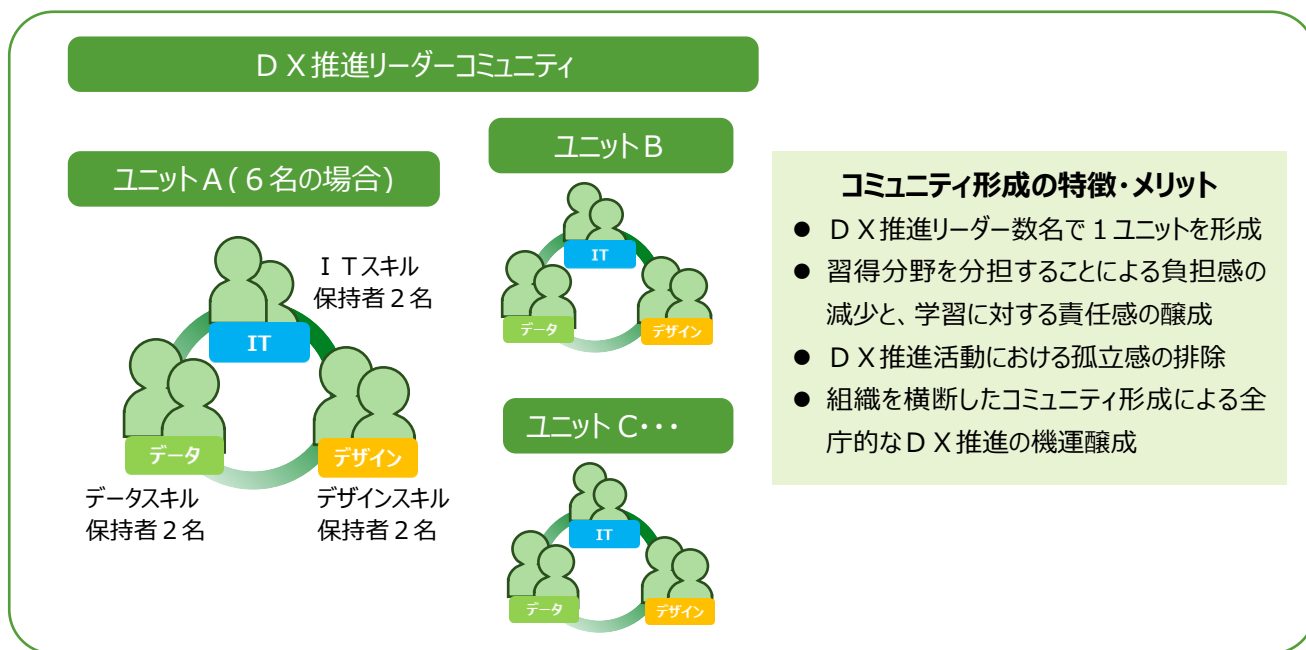 ＤＸ推進リーダーコミュニティ
ユニットＡ(６名の場合)
ＩＴスキル
保持者２名
IT
データ
デザイン
データスキル
保持者２名
デザインスキル
保持者２名
ユニットＢ
IT
データ
デザイン
ユニットＣ･･･
IT
データ
デザイン
コミュニティ形成の特徴・メリット
● ＤＸ推進リーダー数名で１ユニットを形成
● 習得分野を分担することによる負担感の
減少と、学習に対する責任感の醸成
● ＤＸ推進活動における孤立感の排除
● 組織を横断したコミュニティ形成による全
庁的なＤＸ推進の機運醸成